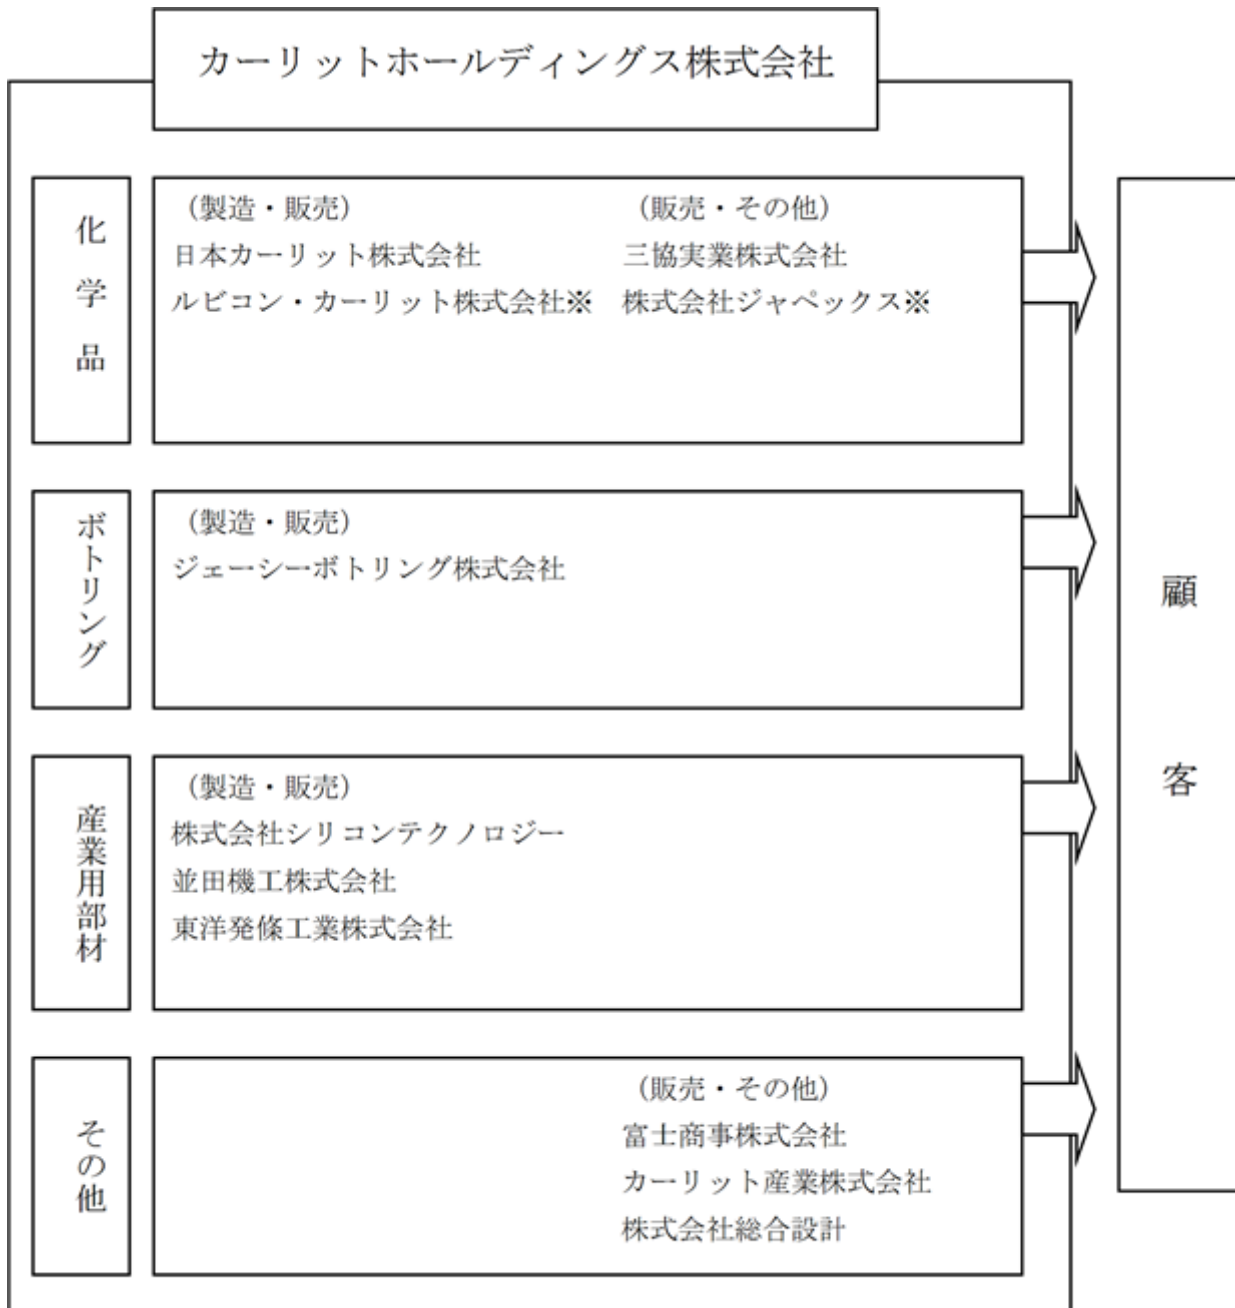 カーリットホールディングス株式会社
化学品
（製造・販売）
日本カーリット株式会社
ルビコン・カーリット株式会社※
（販売・その他）
三協実業株式会社
株式会社ジャペックス※
ボトリング
（製造・販売）
ジェーシーボトリング株式会社
産業用部材
（製造・販売）
株式会社シリコンテクノロジー
並田機工株式会社
東洋発條工業株式会社
その他
（販売・その他）
富士商事株式会社
カーリット産業株式会社
株式会社総合設計
顧客